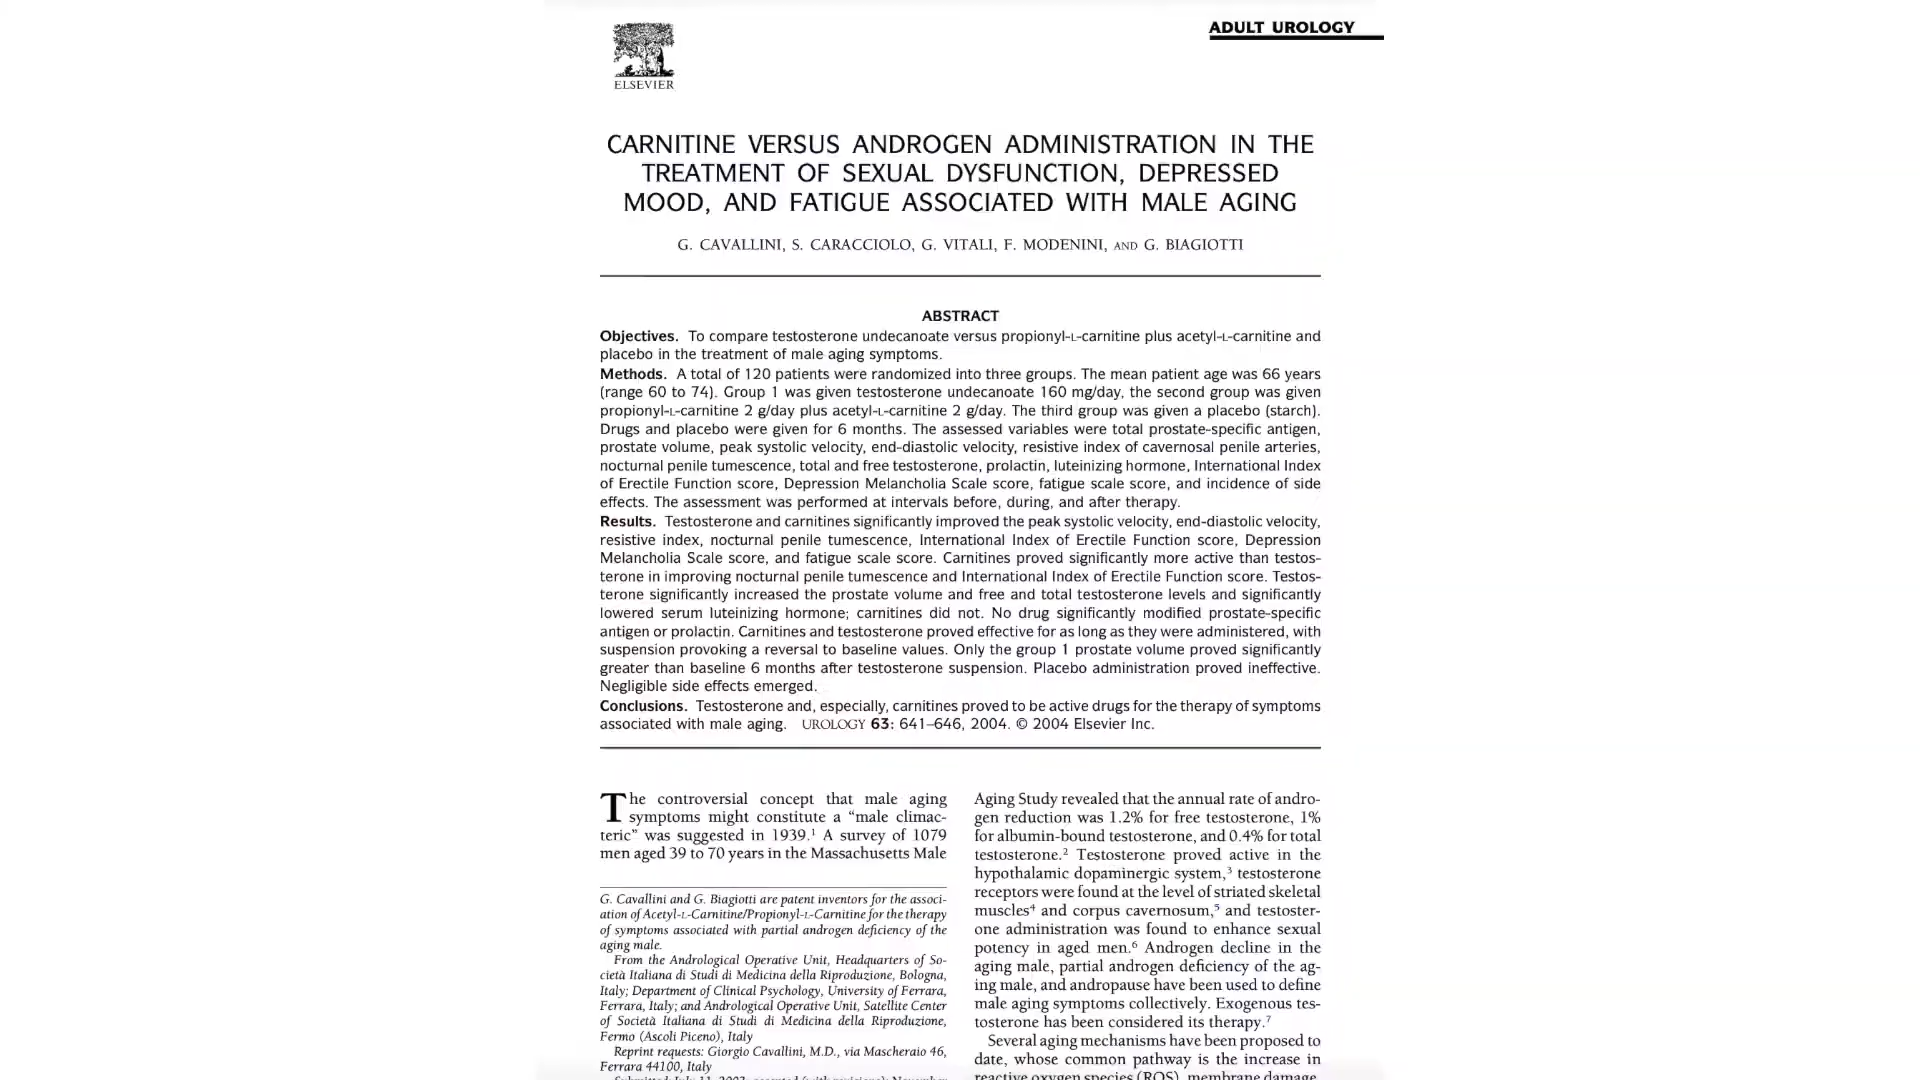 ELSEVIER
ADULT UROLOGY
CARNITINE VERSUS ANDROGEN ADMINISTRATION IN THE
TREATMENT OF SEXUAL DYSFUNCTION, DEPRESSED
MOOD, AND FATIGUE ASSOCIATED WITH MALE AGING
G. CAVALLINI, S. CARACCIOLO, G. VITALI, F. MODENINI, AND G. BIAGIOTTI
ABSTRACT
Objectives. To compare testosterone undecanoate versus propionyl-L-carnitine plus acetyl-L-carnitine and
placebo in the treatment of male aging symptoms.
Methods. A total of 120 patients were randomized into three groups. The mean patient age was 66 years
(range 60 to 74). Group 1 was given testosterone undecanoate 160 mg/day, the second group was given
propionyl-L-carnitine 2 g/day plus acetyl-L-carnitine 2 g/day. The third group was given a placebo (starch).
Drugs and placebo were given for 6 months. The assessed variables were total prostate-specific antigen,
prostate volume, peak systolic velocity, end-diastolic velocity, resistive index of cavernosal penile arteries,
nocturnal penile tumescence, total and free testosterone, prolactin, luteinizing hormone, International Index
of Erectile Function score, Depression Melancholia Scale score, fatigue scale score, and incidence of side
effects. The assessment was performed at intervals before, during, and after therapy.
Results. Testosterone and carnitines significantly improved the peak systolic velocity, end-diastolic velocity,
resistive index, nocturnal penile tumescence, International Index of Erectile Function score, Depression
Melancholia Scale score, and fatigue scale score. Carnitines proved significantly more active than testos-
terone in improving nocturnal penile tumescence and International Index of Erectile Function score. Testos-
terone significantly increased the prostate volume and free and total testosterone levels and significantly
lowered serum luteinizing hormone; carnitines did not. No drug significantly modified prostate-specific
antigen or prolactin. Carnitines and testosterone proved effective for as long as they were administered, with
suspension provoking a reversal to baseline values. Only the group 1 prostate volume proved significantly
greater than baseline 6 months after testosterone suspension. Placebo administration proved ineffective.
Negligible side effects emerged.
Conclusions. Testosterone and, especially, carnitines proved to be active drugs for the therapy of symptoms
associated with male aging. UROLOGY 63: 641–646, 2004. © 2004 Elsevier Inc.
The controversial concept that male aging
symptoms might constitute a “male climac-
teric” was suggested in 1939.¹ A survey of 1079
men aged 39 to 70 years in the Massachusetts Male
G. Cavallini and G. Biagiotti are patent inventors for the associ-
ation of Acetyl-L-Carnitine/Propionyl-L-Carnitine for the therapy
of symptoms associated with partial androgen deficiency of the
aging male.
From the Andrological Operative Unit, Headquarters of So-
cietà Italiana di Studi di Medicina della Riproduzione, Bologna,
Italy; Department of Clinical Psychology, University of Ferrara,
Ferrara, Italy; and Andrological Operative Unit, Satellite Center
of Società Italiana di Studi di Medicina della Riproduzione,
Fermo (Ascoli Piceno), Italy
Reprint requests: Giorgio Cavallini, M.D., via Mascheraio 46,
Ferrara 44100, Italy
Submitted: July 11, 2003; accepted (with revisions): November
Aging Study revealed that the annual rate of andro-
gen reduction was 1.2% for free testosterone, 1%
for albumin-bound testosterone, and 0.4% for total
testosterone.² Testosterone proved active in the
hypothalamic dopaminergic system,³ testosterone
receptors were found at the level of striated skeletal
muscles⁴ and corpus cavernosum,⁵ and testoster-
one administration was found to enhance sexual
potency in aged men.⁶ Androgen decline in the
aging male, partial androgen deficiency of the ag-
ing male, and andropause have been used to define
male aging symptoms collectively. Exogenous tes-
tosterone has been considered its therapy.⁷
Several aging mechanisms have been proposed to
date, whose common pathway is the increase in
reactive oxygen species (ROS), membrane damage,